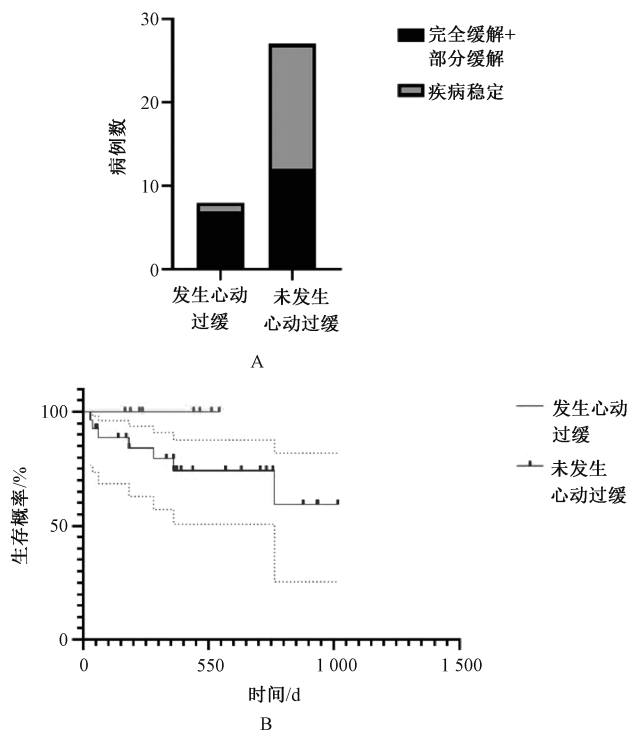 30
20
10
0
病例数
完全缓解+
部分缓解
疾病稳定
发生心动
过缓
未发生
心动过缓
A
100
50
0
生存概率/%
0
550
1 000
1 500
时间/d
发生心动
过缓
未发生
心动过缓
B